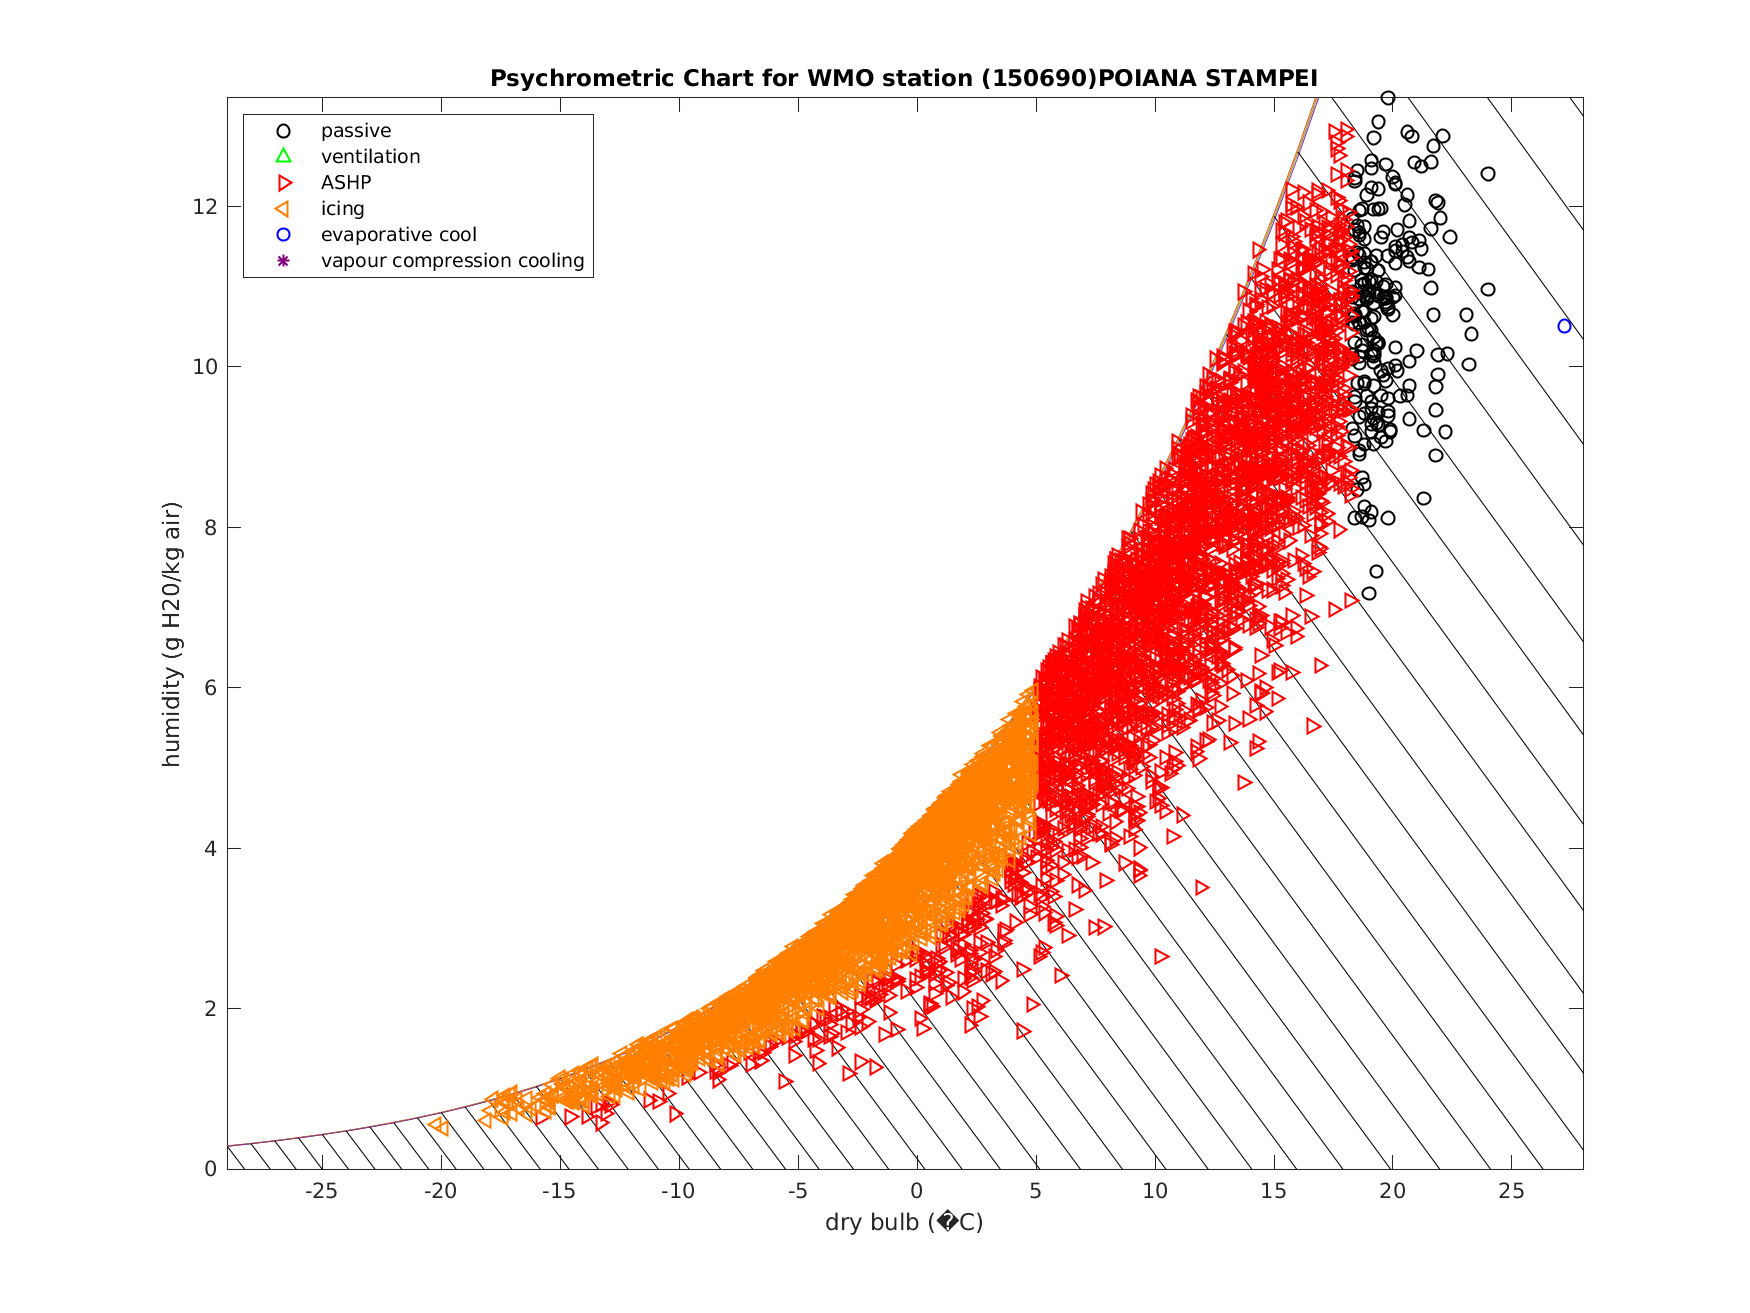 Psychrometric Chart for WMO station (150690)POIANA STAMPEI
passive
ventilation
ASHP
icing
evaporative cool
vapour compression cooling
humidity (g H20/kg air)
12
10
8
6
4
2
0
-25 -20 -15 -10 -5 0 5 10 15 20 25
dry bulb (�C)